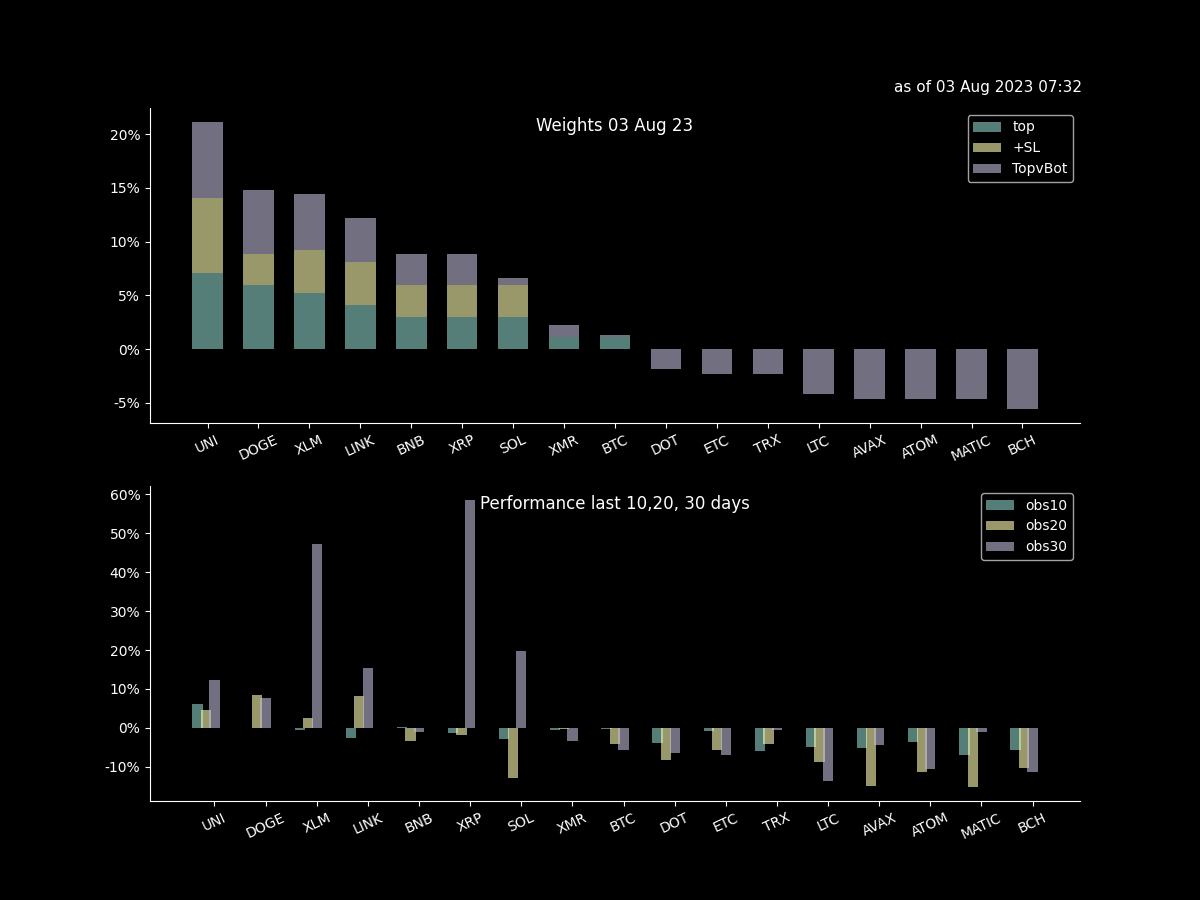 as of 03 Aug 2023 07:32
Weights 03 Aug 23
top
+SL
TopvBot
20%
15%
10%
5%
0%
-5%
UNI DOGE XLM LINK BNB XRP SOL XMR BTC DOT ETC TRX LTC AVAX ATOM MATIC BCH
Performance last 10,20, 30 days
obs10
obs20
obs30
60%
50%
40%
30%
20%
10%
0%
-10%
UNI DOGE XLM LINK BNB XRP SOL XMR BTC DOT ETC TRX LTC AVAX ATOM MATIC BCH